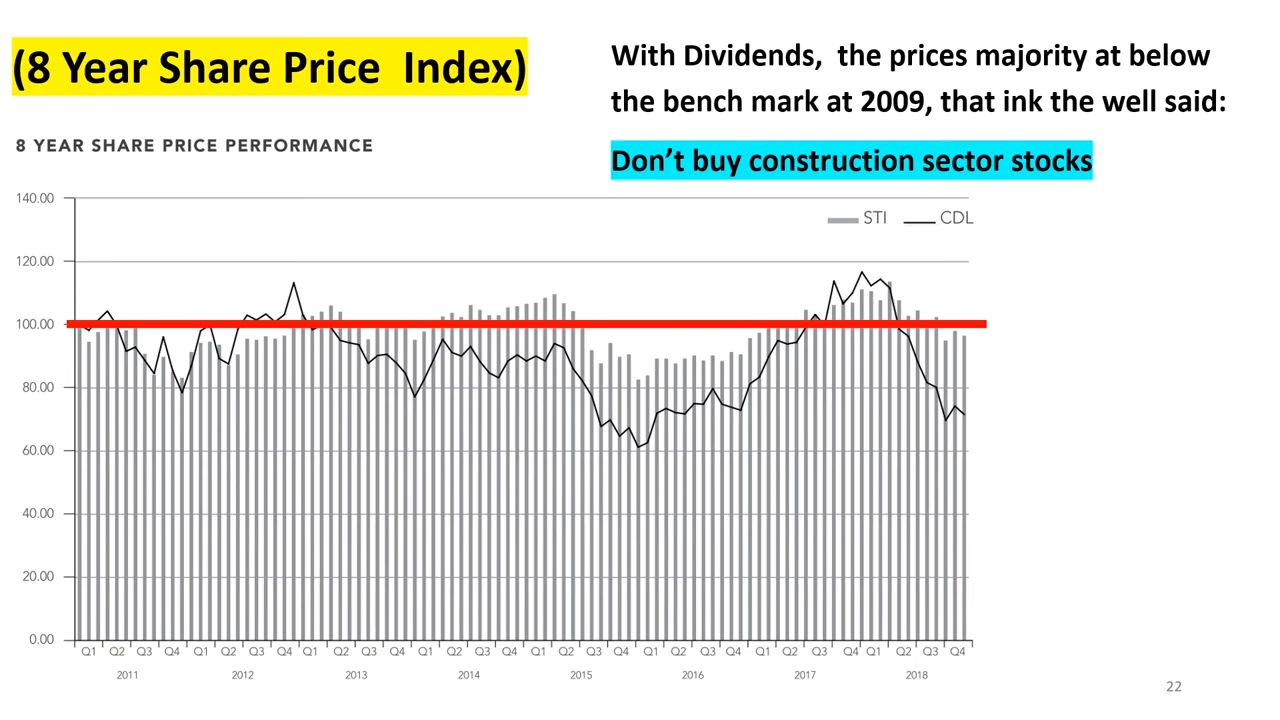 (8 Year Share Price  Index)
With Dividends,  the prices majority at below
the bench mark at 2009, that ink the well said:
Don't buy construction sector stocks
8 YEAR SHARE PRICE PERFORMANCE
STI CDL
140.00
120.00
100.00
80.00
60.00
40.00
20.00
0.00
Q1 Q2 Q3 Q4 Q1 Q2 Q3 Q4 Q1 Q2 Q3 Q4 Q1 Q2 Q3 Q4 Q1 Q2 Q3 Q4 Q1 Q2 Q3 Q4 Q1 Q2 Q3 Q4 Q1 Q2 Q3 Q4
2011 2012 2013 2014 2015 2016 2017 2018
22